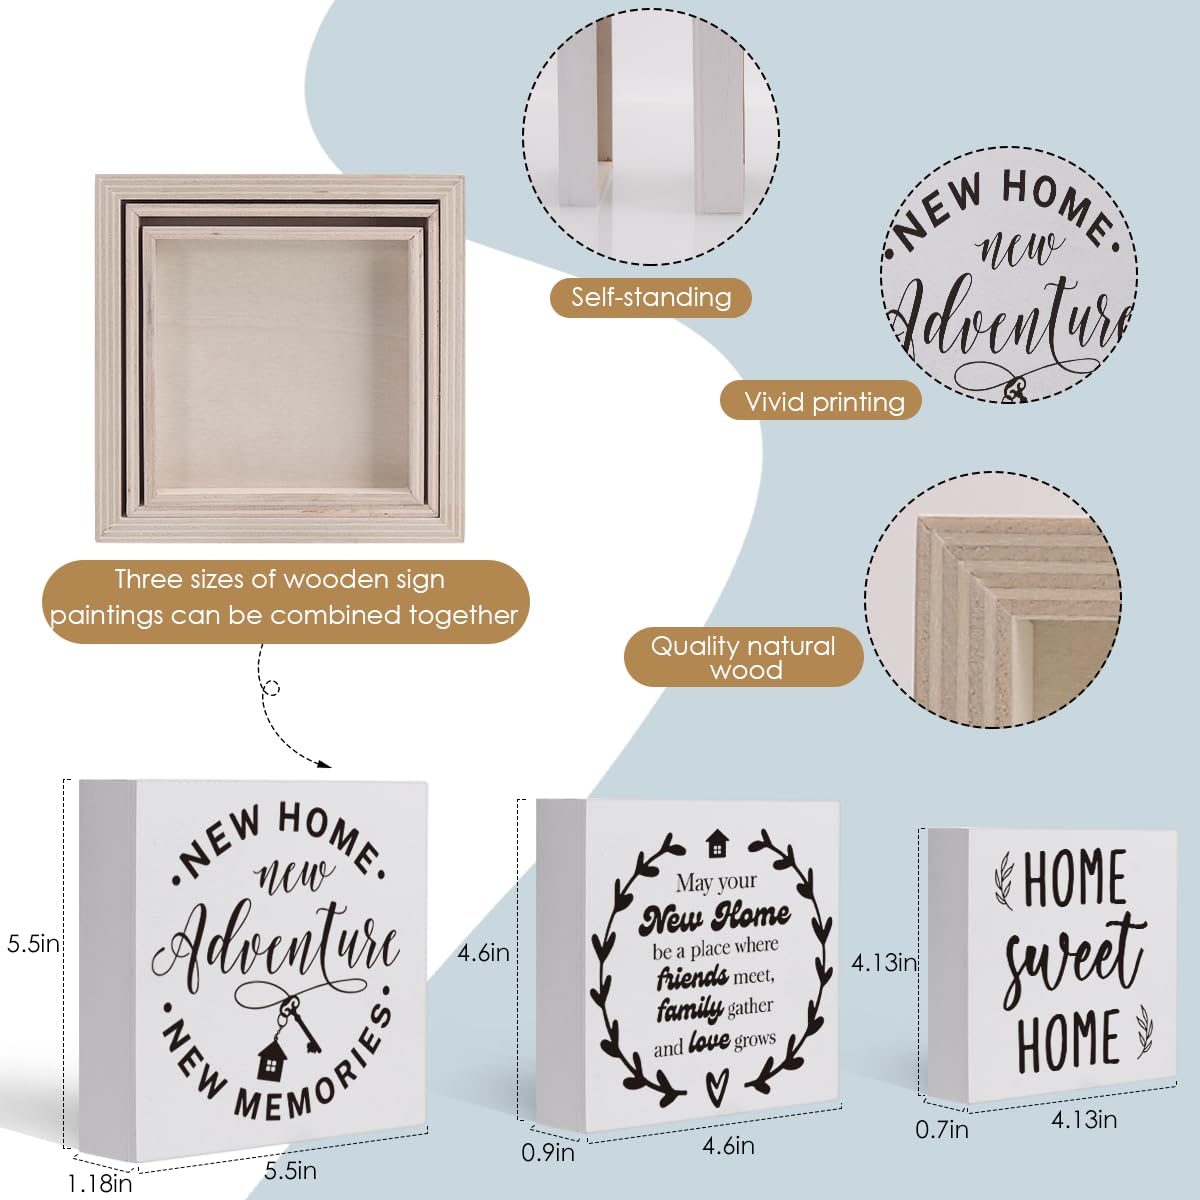 Self-standing
• NEW HOME •
new
Adventure
Vivid printing
Three sizes of wooden sign
paintings can be combined together
Quality natural
wood
• NEW HOME •
new
Adventure
• NEW MEMORIES •
5.5in
1.18in
5.5in
May your
New Home
be a place where
friends meet,
family gather
and love grows
4.6in
0.9in
4.6in
HOME
sweet
HOME
4.13in
0.7in
4.13in